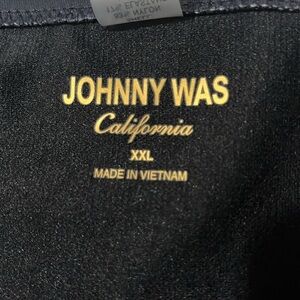 JOHNNY WAS
California
XXL
MADE IN VIETNAM